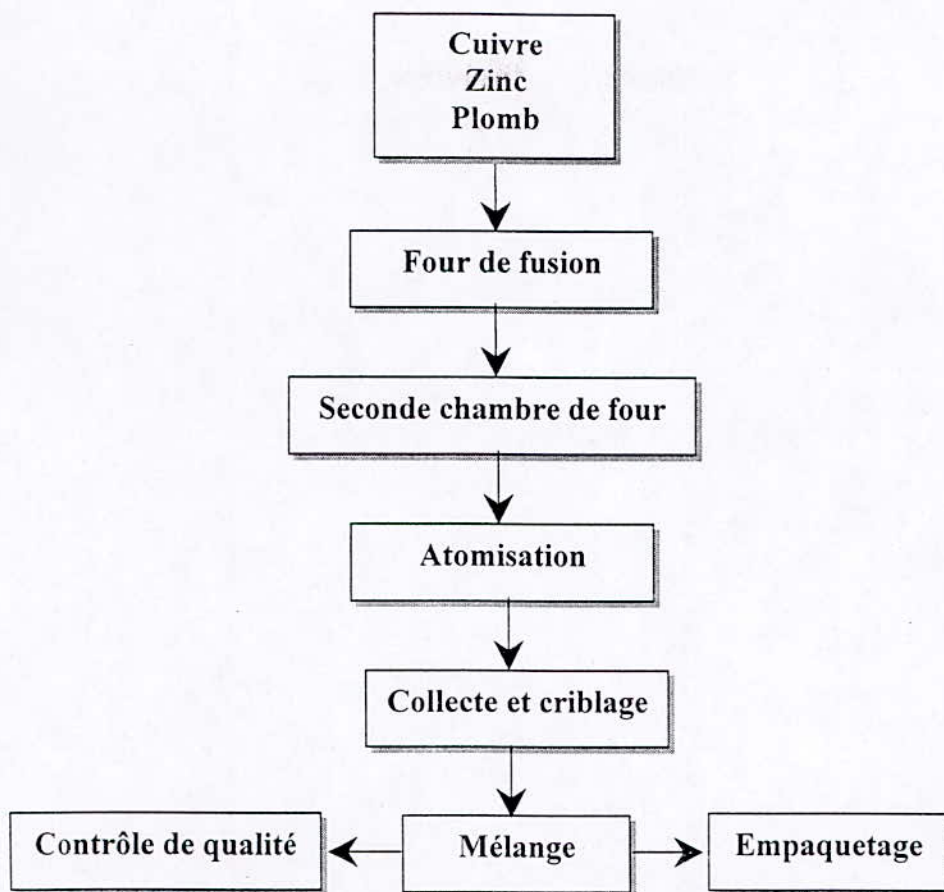 Cuivre
Zinc
Plomb
Four de fusion
Seconde chambre de four
Atomisation
Collecte et criblage
Contrôle de qualité
Mélange
Empaquetage